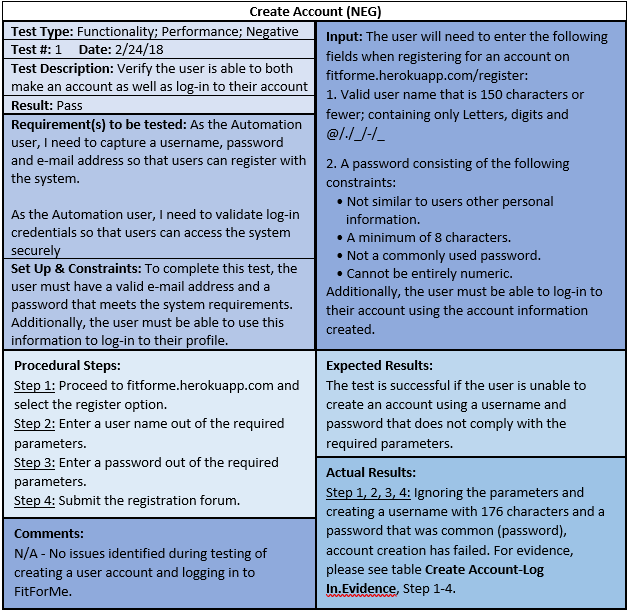 Create Account (NEG)
Test Type: Functionality; Performance; Negative
Test #: 1 Date: 2/24/18
Test Description: Verify the user is able to both
make an account as well as log-in to their account
Result: Pass
Requirement(s) to be tested: As the Automation
user, I need to capture a username, password
and e-mail address so that users can register with
the system.
As the Automation user, I need to validate log-in
credentials so that users can access the system
securely
Set Up & Constraints: To complete this test, the
user must have a valid e-mail address and a
password that meets the system requirements.
Additionally, the user must be able to use this
information to log-in to their profile.
Input: The user will need to enter the following
fields when registering for an account on
fitforme.herokuapp.com/register:
1. Valid user name that is 150 characters or
fewer; containing only Letters, digits and
@/./_/-/_
2. A password consisting of the following
constraints:
• Not similar to users other personal
information.
• A minimum of 8 characters.
• Not a commonly used password.
• Cannot be entirely numeric.
Additionally, the user must be able to log-in to
their account using the account information
created.
Procedural Steps:
Step 1: Proceed to fitforme.herokuapp.com and
select the register option.
Step 2: Enter a user name out of the required
parameters.
Step 3: Enter a password out of the required
parameters.
Step 4: Submit the registration forum.
Comments:
N/A - No issues identified during testing of
creating a user account and logging in to
FitForMe.
Expected Results:
The test is successful if the user is unable to
create an account using a username and
password that does not comply with the
required parameters.
Actual Results:
Step 1, 2, 3, 4: Ignoring the parameters and
creating a username with 176 characters and a
password that was common (password),
account creation has failed. For evidence,
please see table Create Account-Log
In.Evidence, Step 1-4.